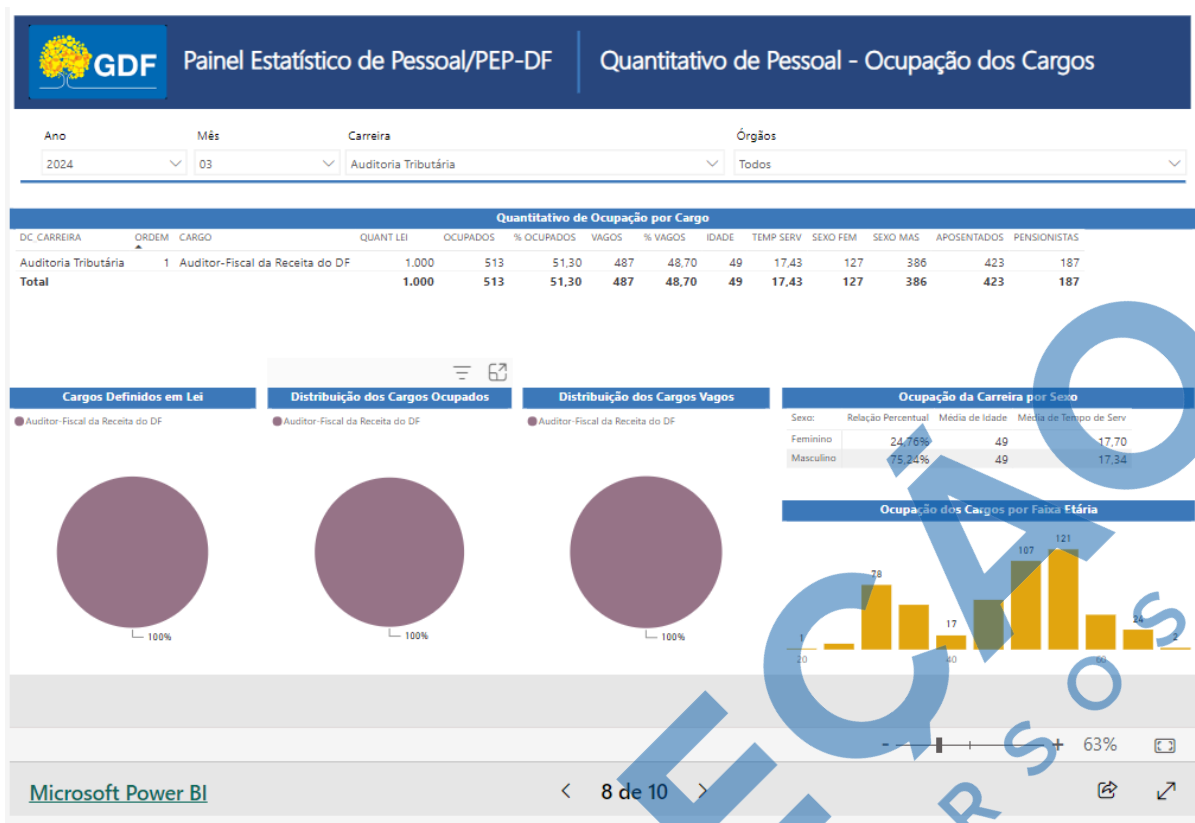 GDF
Painel Estatístico de Pessoal/PEP-DF
Quantitativo de Pessoal - Ocupação dos Cargos
Ano Mês Carreira Órgãos
2024 03 Auditoria Tributária Todos
Quantitativo de Ocupação por Cargo
DC_CARREIRA ORDEM CARGO QUANT LEI OCUPADOS % OCUPADOS VAGOS % VAGOS IDADE TEMP SERV SEXO FEM SEXO MAS APOSENTADOS PENSIONISTAS
Auditoria Tributária 1 Auditor-Fiscal da Receita do DF 1.000 513 51,30 487 48,70 49 17,43 127 386 423 187
Total 1.000 513 51,30 487 48,70 49 17,43 127 386 423 187
Cargos Definidos em Lei
Auditor-Fiscal da Receita do DF
100%
Distribuição dos Cargos Ocupados
Auditor-Fiscal da Receita do DF
100%
Distribuição dos Cargos Vagos
Auditor-Fiscal da Receita do DF
100%
Ocupação da Carreira por Sexo
Sexo: Relação Percentual Média de Idade Média de Tempo de Serv
Feminino 24,76% 49 17,70
Masculino 75,24% 49 17,34
Ocupação dos Cargos por Faixa Etária
1 78 17 107 121 24 2
20 40 60
63%
Microsoft Power BI
8 de 10
EÇÃO
RSOS